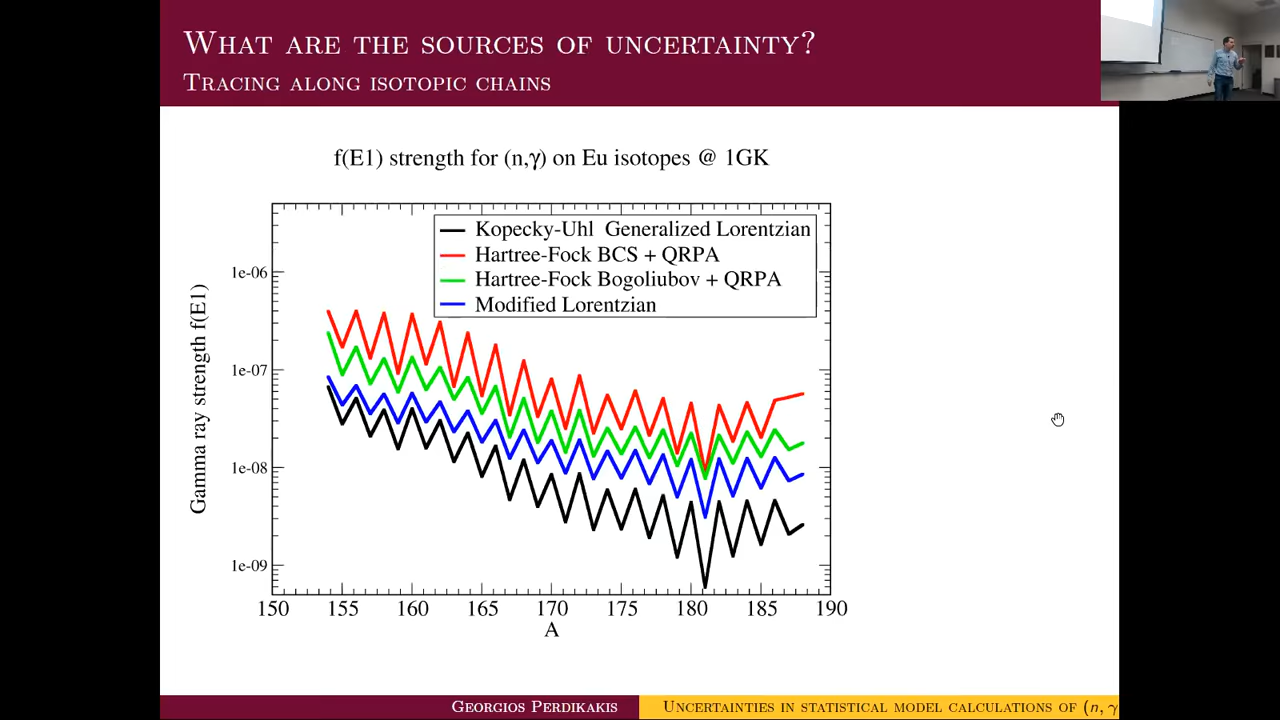 WHAT ARE THE SOURCES OF UNCERTAINTY?
TRACING ALONG ISOTOPIC CHAINS
f(E1) strength for (n,γ) on Eu isotopes @ 1GK
Kopecky-Uhl Generalized Lorentzian
Hartree-Fock BCS + QRPA
Hartree-Fock Bogoliubov + QRPA
Modified Lorentzian
Gamma ray strength f(E1)
1e-06
1e-07
1e-08
1e-09
150 155 160 165 170 175 180 185 190
A
GEORGIOS PERDIKAKIS
UNCERTAINTIES IN STATISTICAL MODEL CALCULATIONS OF (n, γ